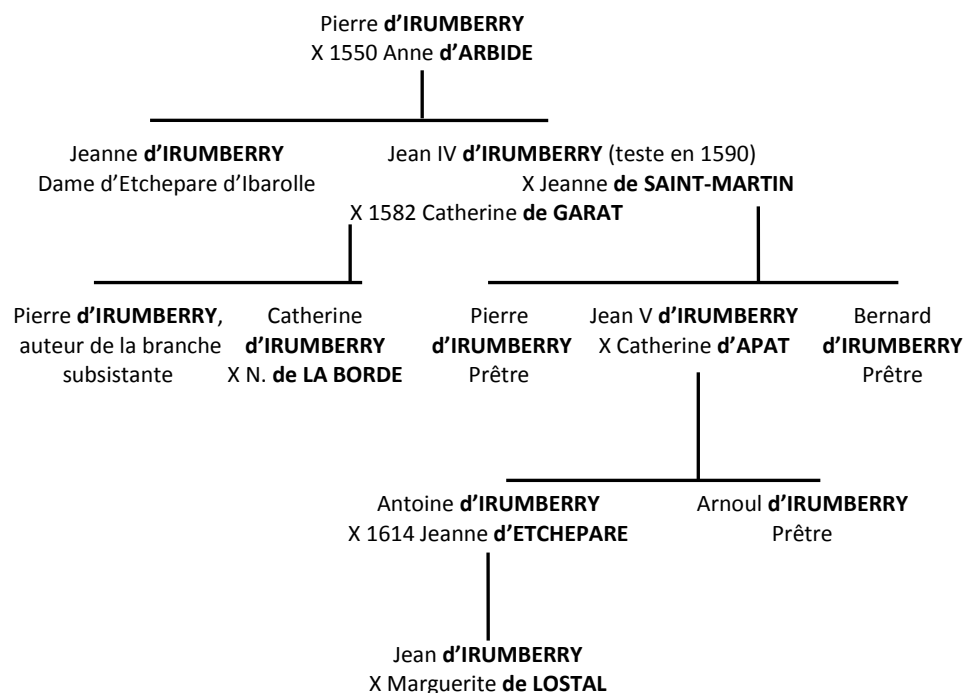 Pierre d'IRUMBERRY
X 1550 Anne d'ARBIDE
Jeanne d'IRUMBERRY
Dame d'Etchepare d'Ibarolle
Jean IV d'IRUMBERRY (teste en 1590)
X Jeanne de SAINT-MARTIN
X 1582 Catherine de GARAT
Pierre d'IRUMBERRY,
auteur de la branche
subsistante
Catherine
d'IRUMBERRY
X N. de LA BORDE
Pierre
d'IRUMBERRY
Prêtre
Jean V d'IRUMBERRY
X Catherine d'APAT
Bernard
d'IRUMBERRY
Prêtre
Antoine d'IRUMBERRY
X 1614 Jeanne d'ETCHEPARE
Arnoul d'IRUMBERRY
Prêtre
Jean d'IRUMBERRY
X Marguerite de LOSTAL